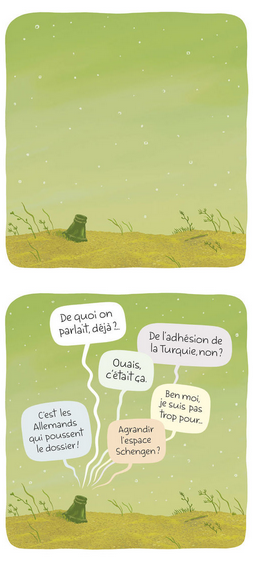 De quoi on
parlait, déjà ?..
De l'adhésion de
la Turquie, non ?
Ouais,
c'était ça.
Ben moi,
je suis pas
trop pour..
C'est les
Allemands
qui poussent
le dossier !
Agrandir
l'espace
Schengen ?